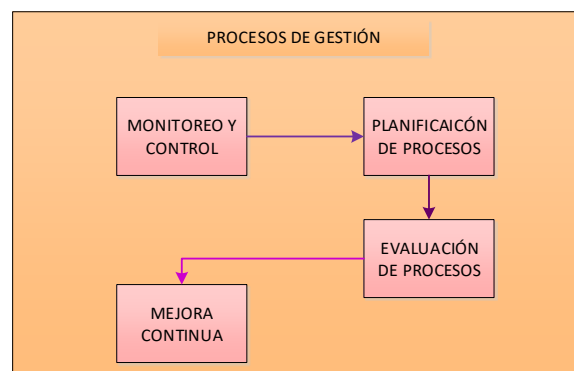 PROCESOS DE GESTIÓN
MONITOREO Y
CONTROL
PLANIFICAICÓN
DE PROCESOS
EVALUACIÓN
DE PROCESOS
MEJORA
CONTINUA